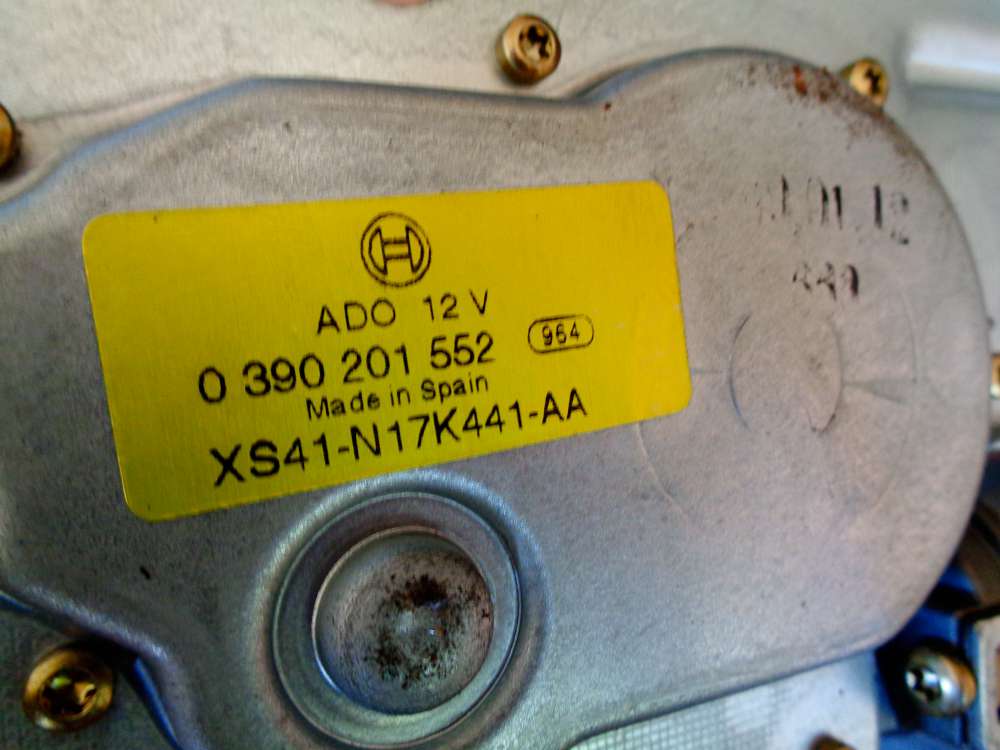 ADO 12 V
0 390 201 552 964
Made in Spain
XS41-N17K441-AA